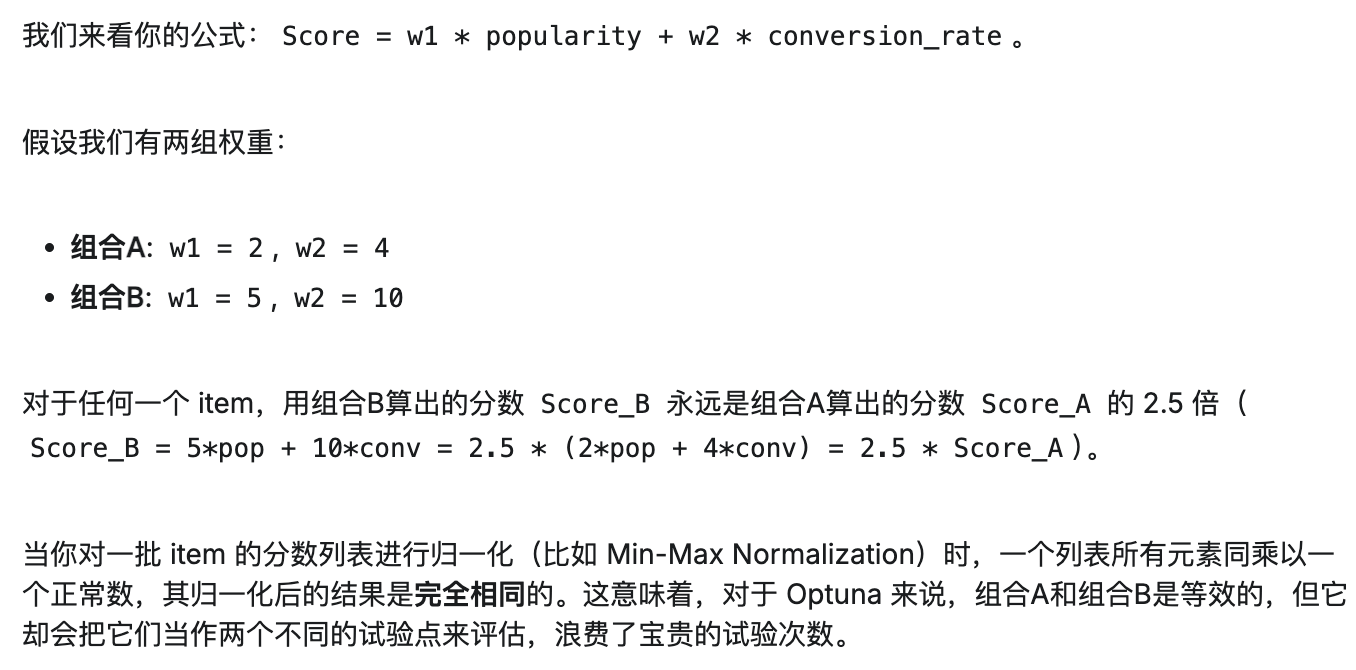 我们来看你的公式： Score = w1 * popularity + w2 * conversion_rate 。
假设我们有两组权重：
• 组合A: w1 = 2 , w2 = 4
• 组合B: w1 = 5 , w2 = 10
对于任何一个 item，用组合B算出的分数 Score_B 永远是组合A算出的分数 Score_A 的 2.5 倍（
Score_B = 5*pop + 10*conv = 2.5 * (2*pop + 4*conv) = 2.5 * Score_A )。
当你对一批 item 的分数列表进行归一化（比如 Min-Max Normalization）时，一个列表所有元素同乘以一
个正常数，其归一化后的结果是完全相同的。这意味着，对于 Optuna 来说，组合A和组合B是等效的，但它
却会把它们当作两个不同的试验点来评估，浪费了宝贵的试验次数。